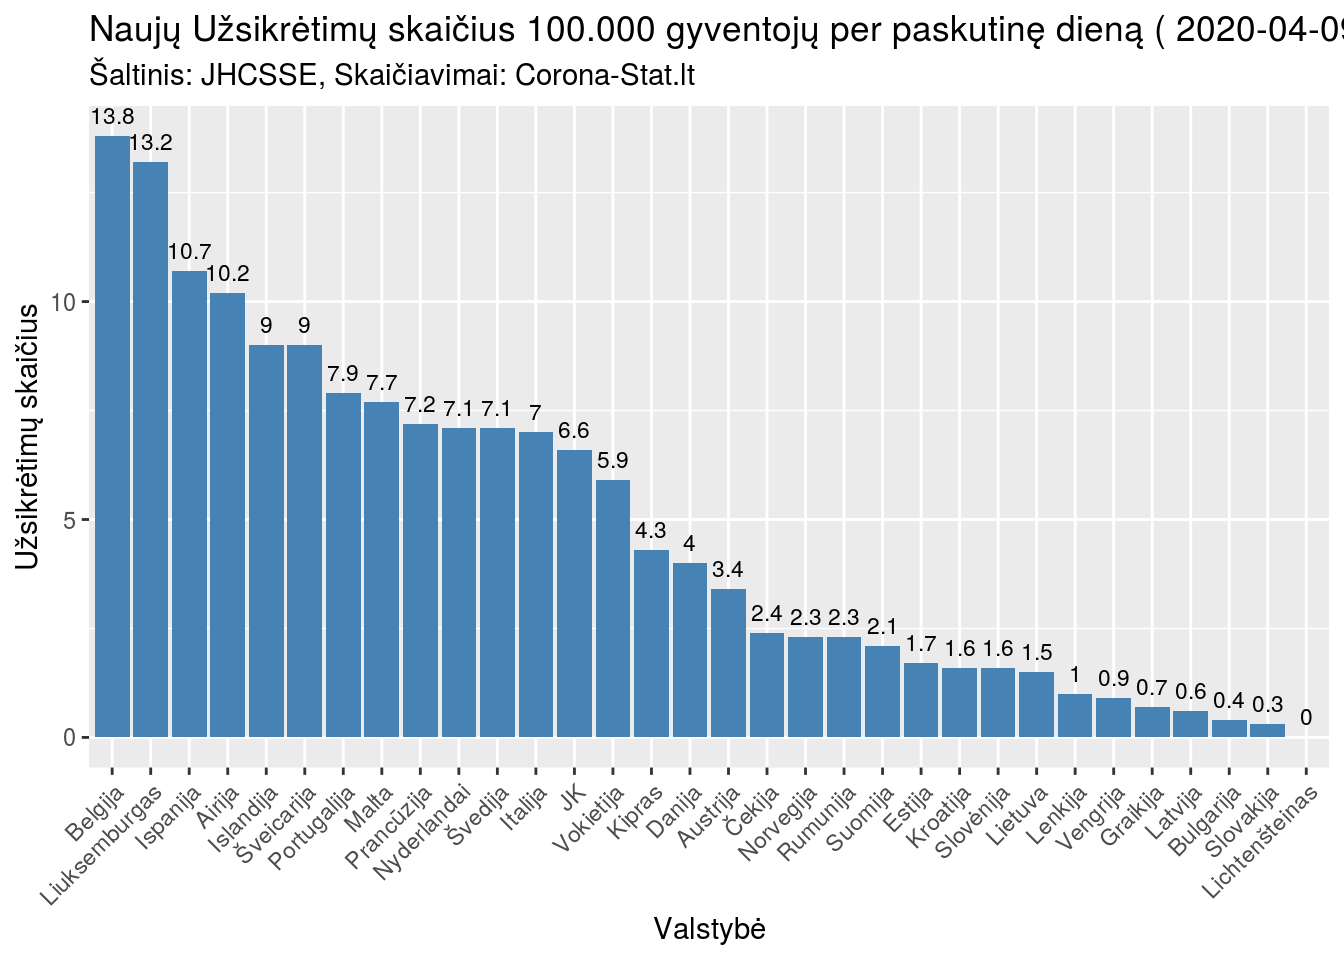 Naujų Užsikrėtimų skaičius 100.000 gyventojų per paskutinę dieną ( 2020-04-09
Šaltinis: JHCSSE, Skaičiavimai: Corona-Stat.lt
Užsikrėtimų skaičius
10
5
0
13.8
13.2
10.7
10.2
9
9
7.9
7.7
7.2
7.1
7.1
7
6.6
5.9
4.3
4
3.4
2.4
2.3
2.3
2.1
1.7
1.6
1.6
1.5
1
0.9
0.7
0.6
0.4
0.3
0
Belgija
Liuksemburgas
Ispanija
Airija
Islandija
Šveicarija
Portugalija
Malta
Prancūzija
Nyderlandai
Švedija
Italija
JK
Vokietija
Kipras
Danija
Austrija
Čekija
Norvegija
Rumunija
Suomija
Estija
Kroatija
Slovėnija
Lietuva
Lenkija
Vengrija
Graikija
Latvija
Bulgarija
Slovakija
Lichtenšteinas
Valstybė